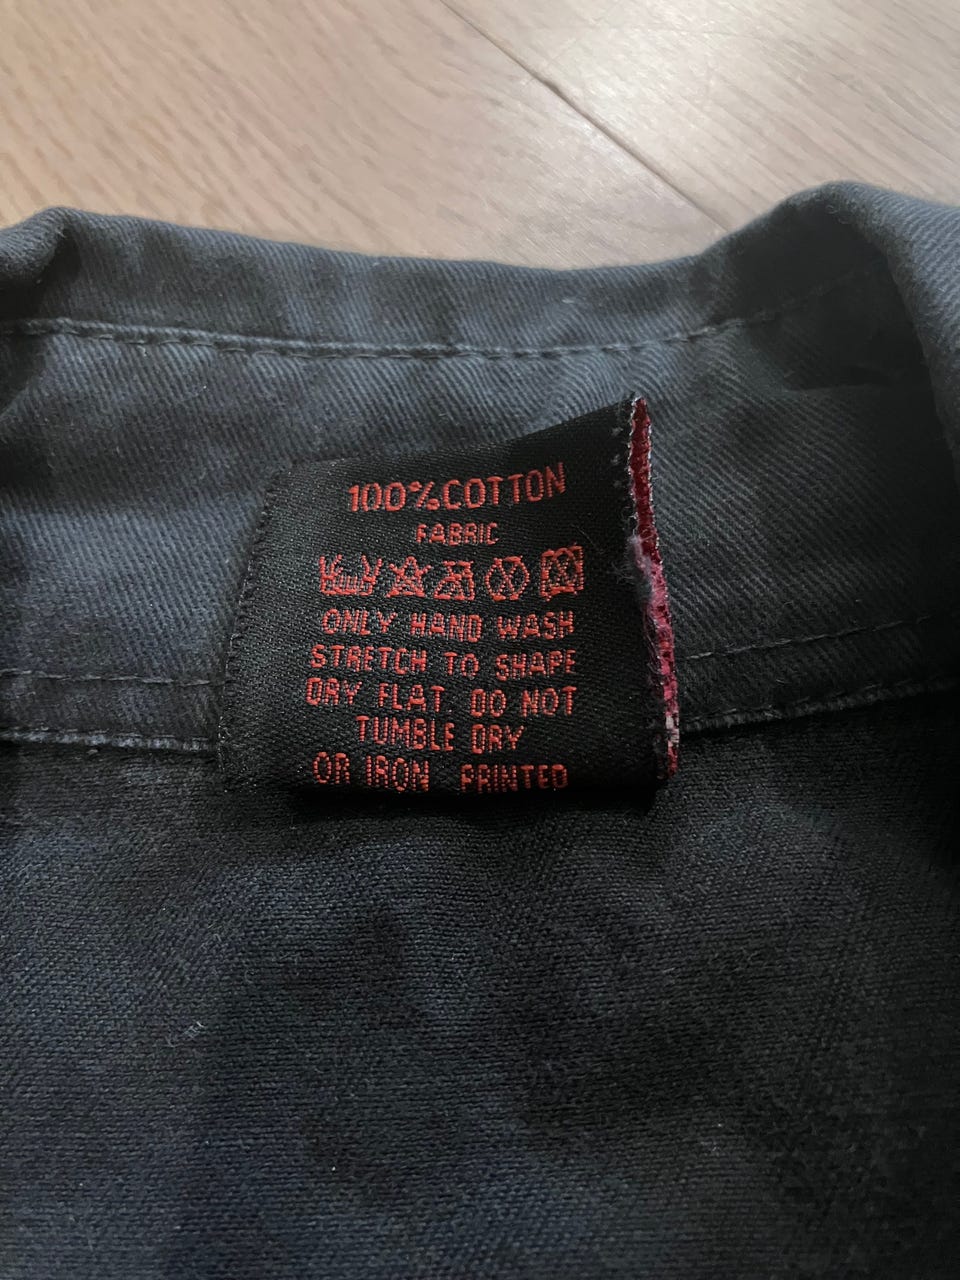 100%COTTON
FABRIC
ONLY HAND WASH
STRETCH TO SHAPE
DRY FLAT. DO NOT
TUMBLE DRY
OR IRON PRINTED